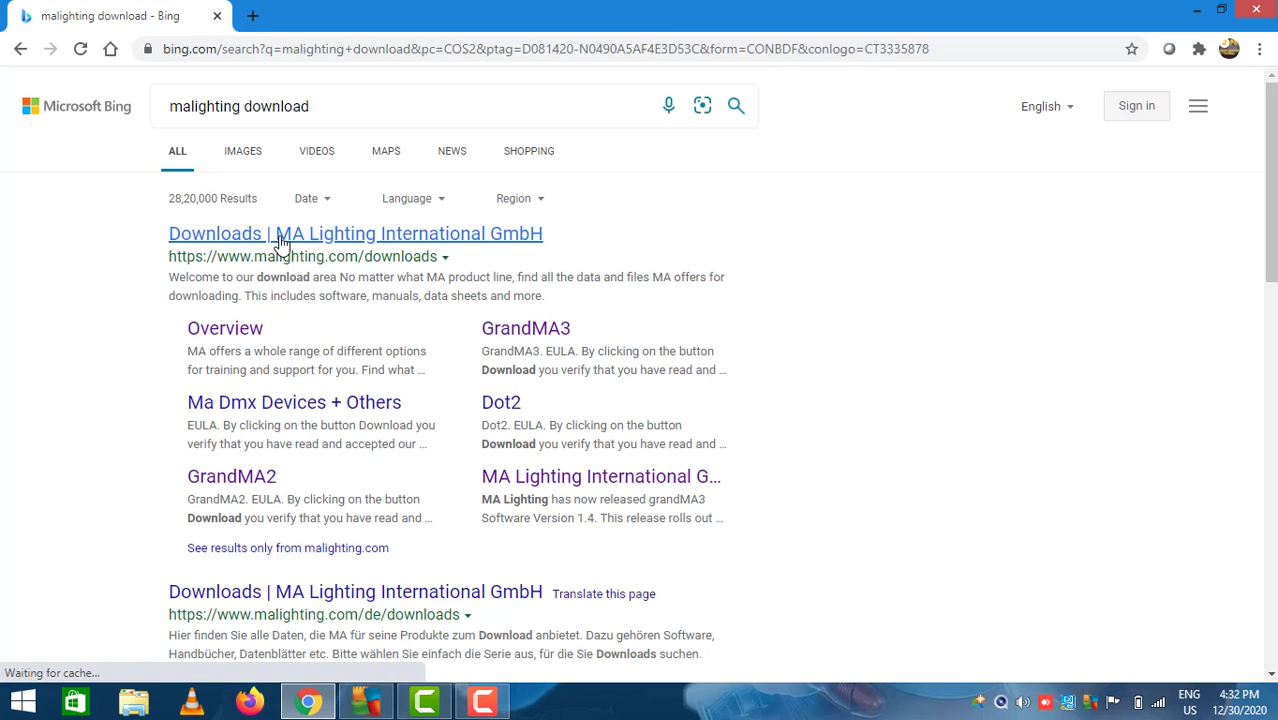 malighting download - Bing
bing.com/search?q=malighting+download&pc=COS2&ptag=D081420-N0490A5AF4E3D53C&form=CONBDF&conlogo=CT3335878
Microsoft Bing
malighting download
English
Sign in
ALL IMAGES VIDEOS MAPS NEWS SHOPPING
28,20,000 Results Date Language Region
Downloads | MA Lighting International GmbH
https://www.malighting.com/downloads
Welcome to our download area No matter what MA product line, find all the data and files MA offers for
downloading. This includes software, manuals, data sheets and more.
Overview
MA offers a whole range of different options
for training and support for you. Find what ...
GrandMA3
GrandMA3. EULA. By clicking on the button
Download you verify that you have read and ...
Ma Dmx Devices + Others
EULA. By clicking on the button Download you
verify that you have read and accepted our ...
Dot2
Dot2. EULA. By clicking on the button
Download you verify that you have read and ...
GrandMA2
GrandMA2. EULA. By clicking on the button
Download you verify that you have read and ...
MA Lighting International G...
MA Lighting has now released grandMA3
Software Version 1.4. This release rolls out ...
See results only from malighting.com
Downloads | MA Lighting International GmbH Translate this page
https://www.malighting.com/de/downloads
Hier finden Sie alle Daten, die MA für seine Produkte zum Download anbietet. Dazu gehören Software,
Handbücher, Datenblätter etc. Bitte wählen Sie einfach die Serie aus, für die Sie Downloads suchen.
Waiting for cache...
ENG
US
4:32 PM
12/30/2020